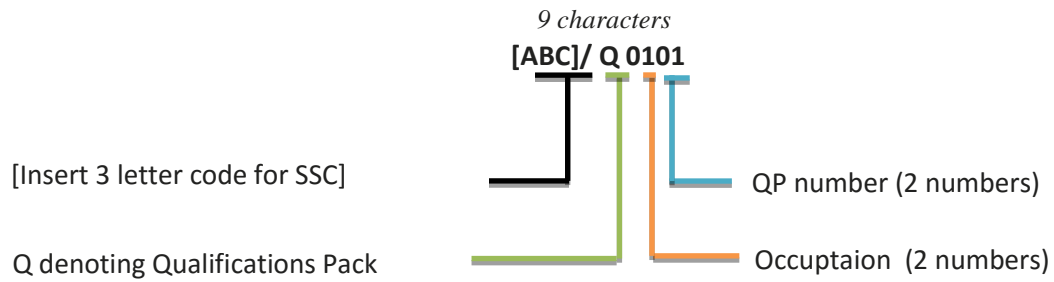 9 characters
[ABC]/ Q 0101
[Insert 3 letter code for SSC]
QP number (2 numbers)
Q denoting Qualifications Pack
Occuptaion (2 numbers)